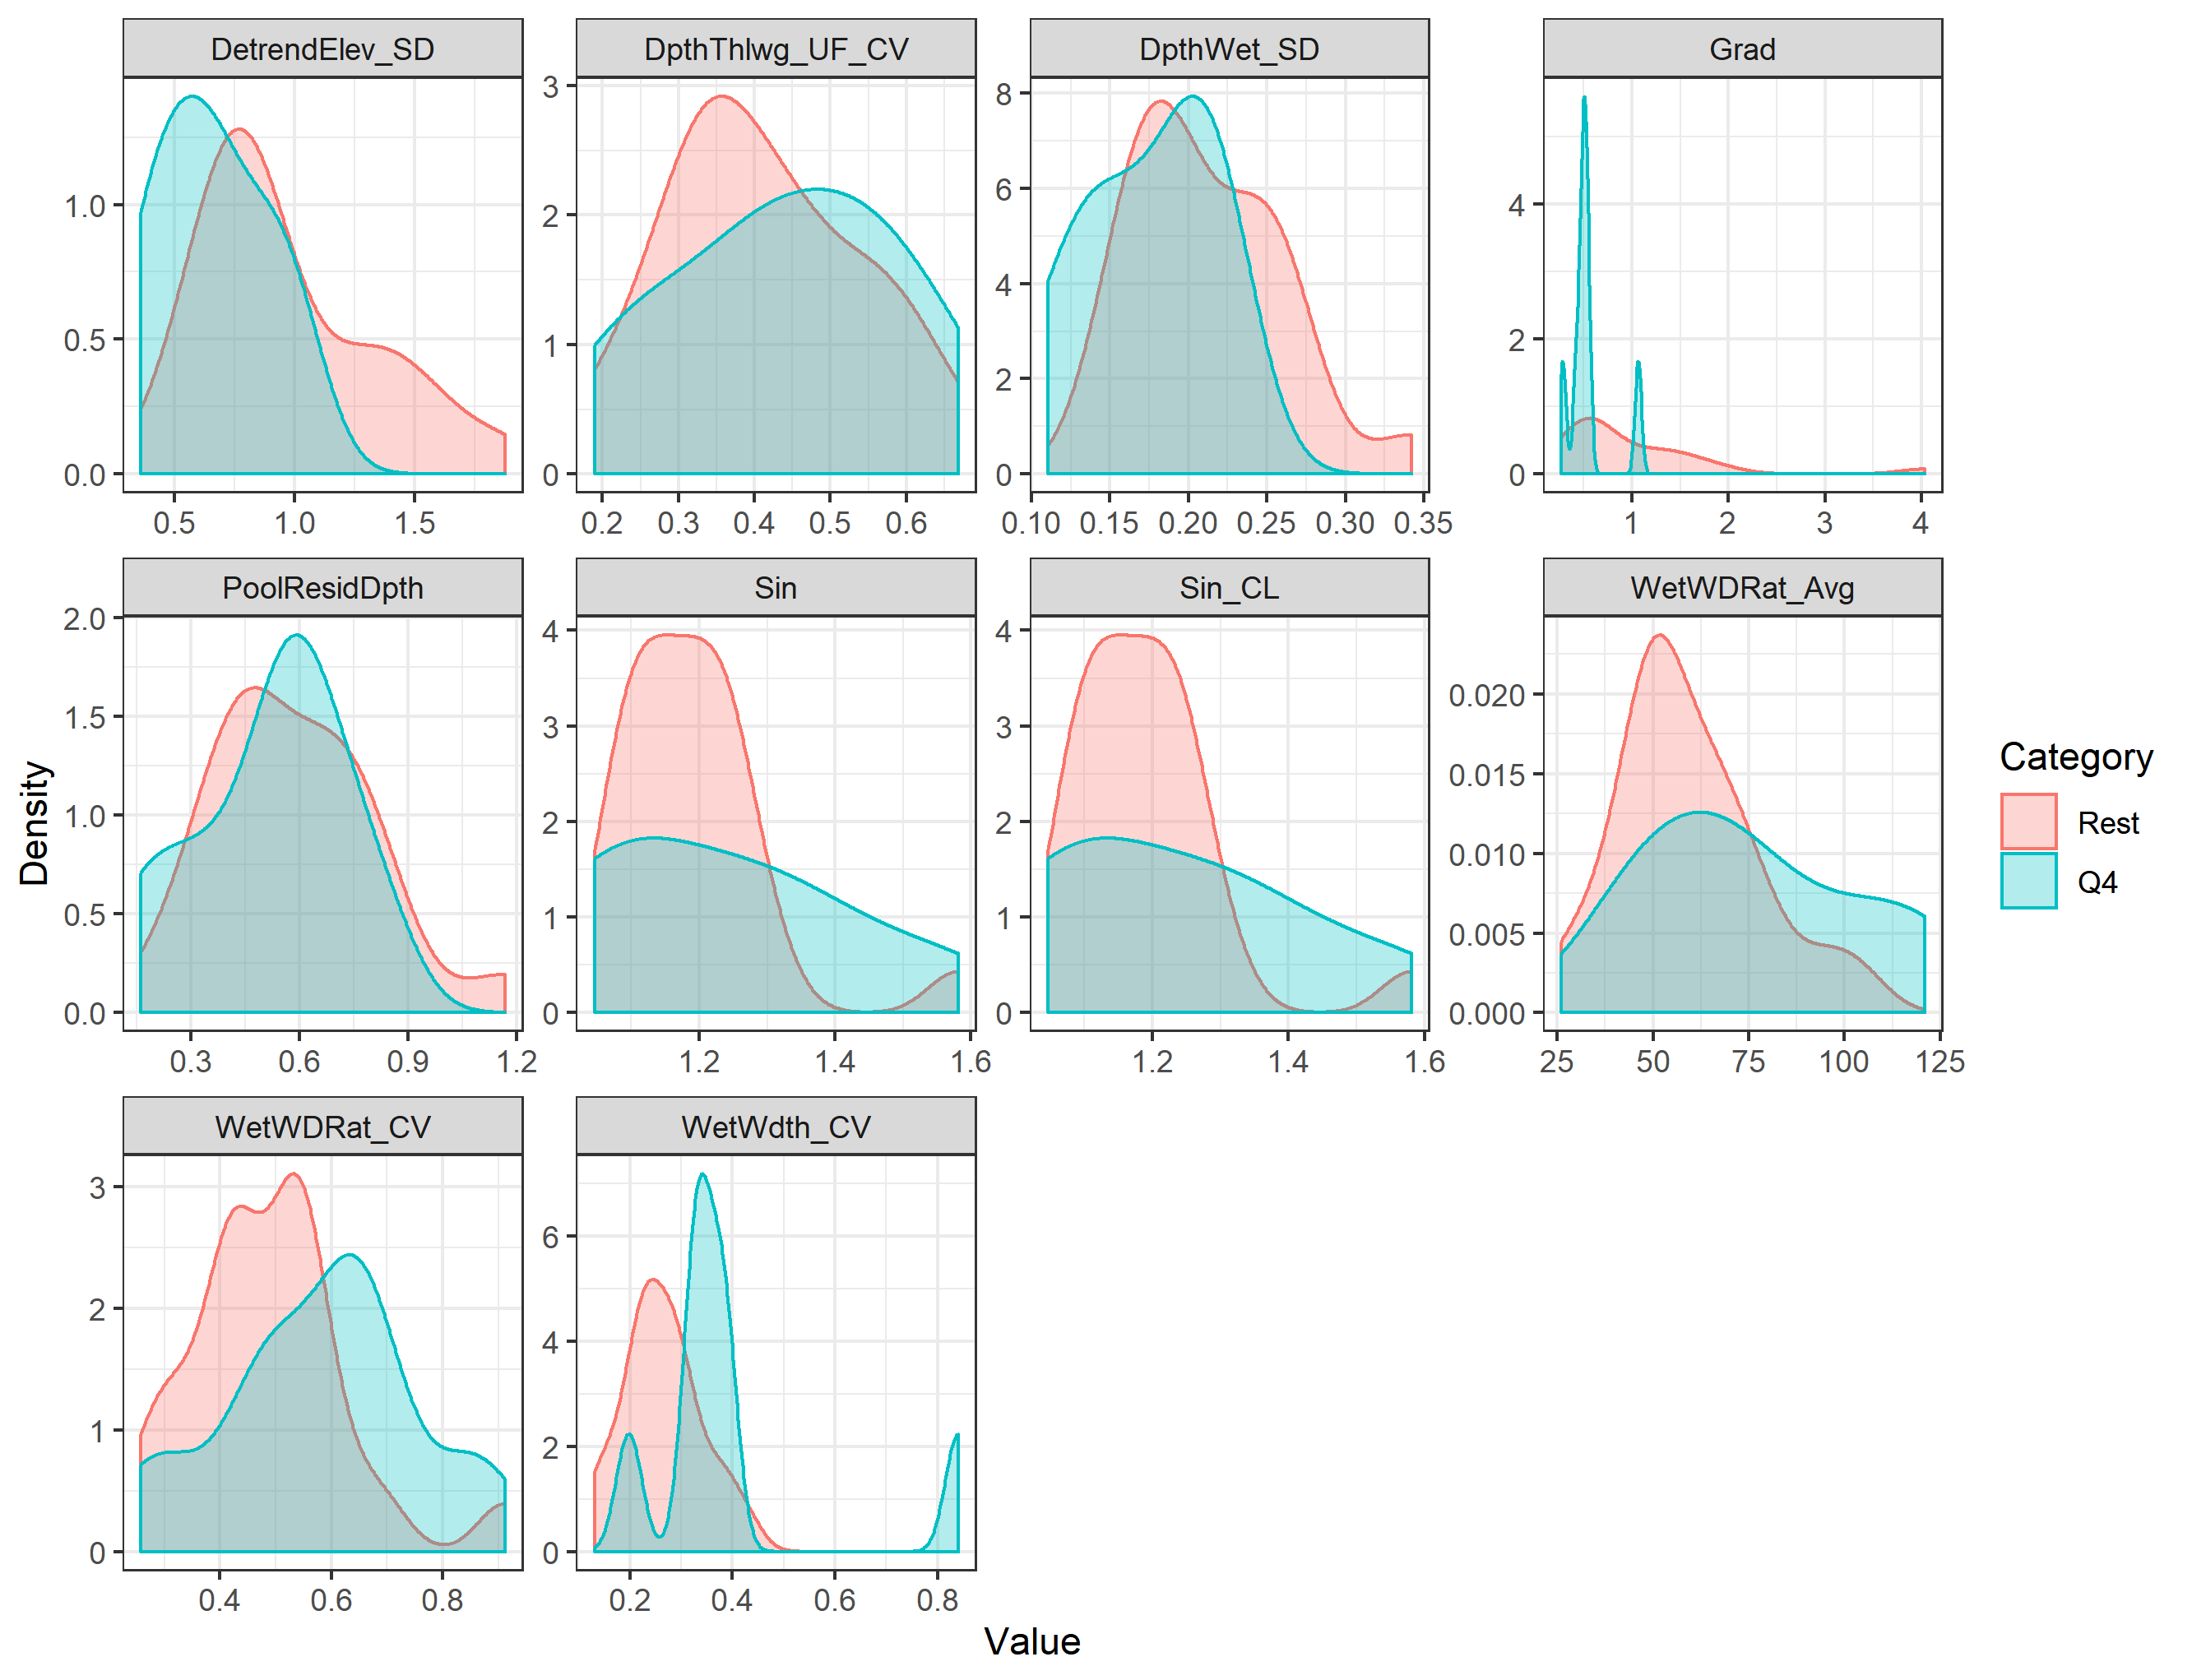 DetrendElev_SD DpthThlwg_UF_CV DpthWet_SD Grad
1.0
0.5
0.0
0.5 1.0 1.5
3
2
1
0
0.2 0.3 0.4 0.5 0.6
8
6
4
2
0
0.10 0.15 0.20 0.25 0.30 0.35
4
2
0
1 2 3 4
PoolResidDpth Sin Sin_CL WetWDRat_Avg
2.0
1.5
1.0
0.5
0.0
0.3 0.6 0.9 1.2
4
3
2
1
0
1.2 1.4 1.6
4
3
2
1
0
1.2 1.4 1.6
0.020
0.015
0.010
0.005
0.000
25 50 75 100 125
WetWDRat_CV WetWdth_CV
3
2
1
0
0.4 0.6 0.8
6
4
2
0
0.2 0.4 0.6 0.8
Density
Value
Category
Rest
Q4